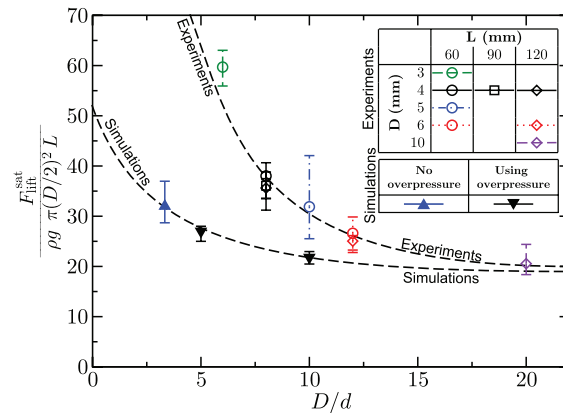 70
60
50
40
30
20
10
0
F_lift^sat
ρg π(D/2)² L
0
5
10
15
20
D/d
Experiments
Simulations
Experiments
Simulations
L (mm)
60 90 120
Experiments
D (mm)
3
4
5
6
10
Simulations
No overpressure
Using overpressure